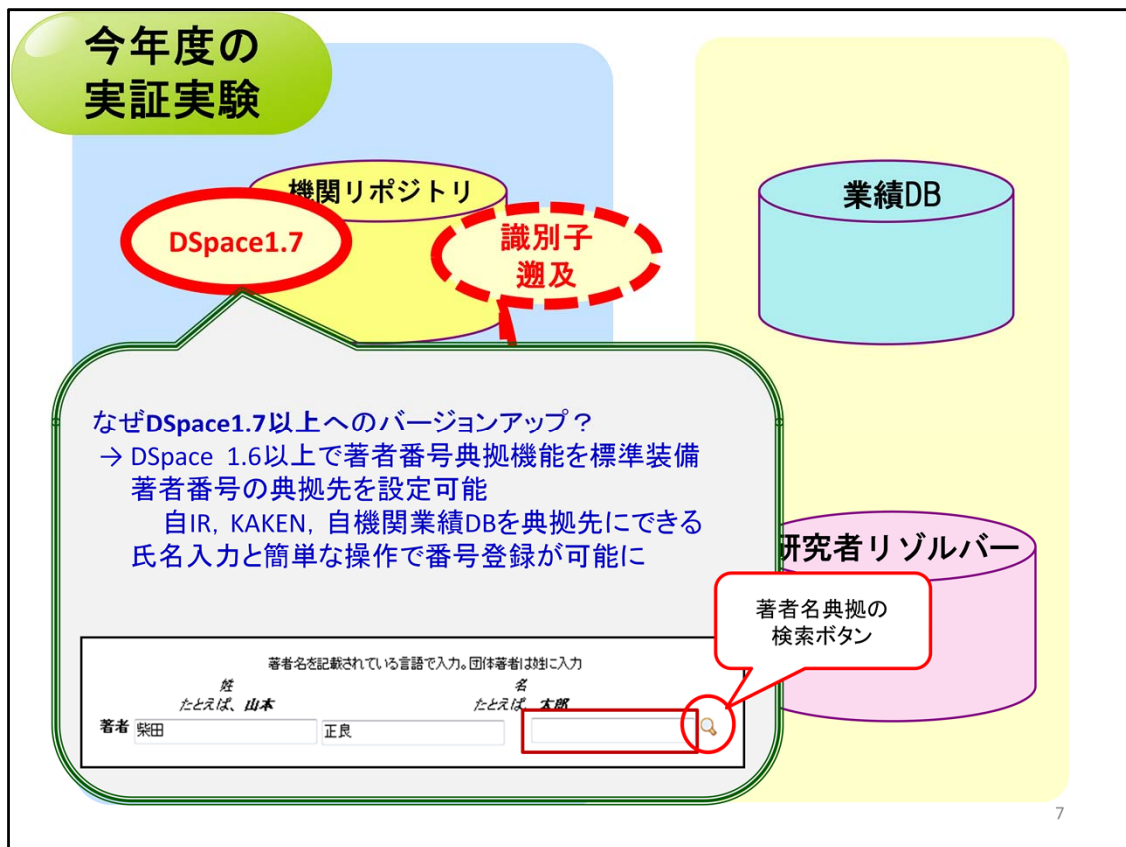 今年度の
実証実験
機関リポジトリ
DSpace1.7
識別子
遡及
業績DB
なぜDSpace1.7以上へのバージョンアップ?
→ DSpace 1.6以上で著者番号典拠機能を標準装備
著者番号の典拠先を設定可能
自IR, KAKEN, 自機関業績DBを典拠先にできる
氏名入力と簡単な操作で番号登録が可能に
研究者リゾルバー
著者名典拠の
検索ボタン
著者名を記載されている言語で入力。団体著者は姓に入力
姓 名
たとえば、山本 たとえば、太郎
著者 柴田 正良
7